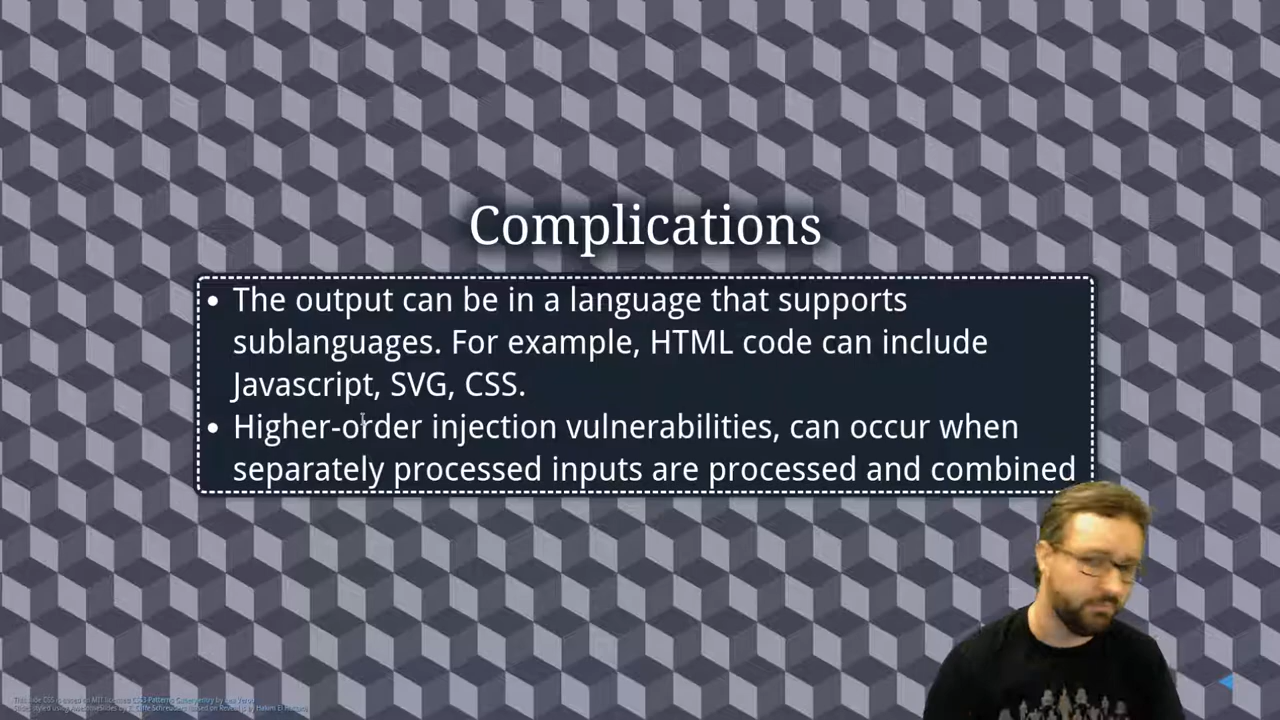 Complications
• The output can be in a language that supports
sublanguages. For example, HTML code can include
Javascript, SVG, CSS.
• Higher-order injection vulnerabilities, can occur when
separately processed inputs are processed and combined